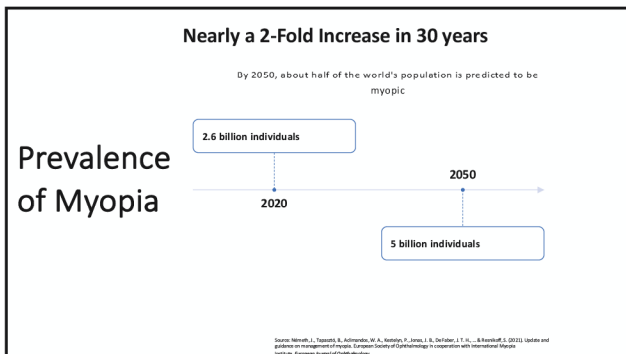 Nearly a 2-Fold Increase in 30 years
By 2050, about half of the world's population is predicted to be
myopic
Prevalence
of Myopia
2.6 billion individuals
2020
2050
5 billion individuals
Source: Németh, J., Tapasztó, B., Aclimandos, W. A., Kestelyn, P., Jonas, J. B., De Faber, J. T. H., ... & Resnikoff, S. (2021). Update and
guidance on management of myopia. European Society of Ophthalmology in cooperation with International Myopia
Institute. European Journal of Ophthalmology